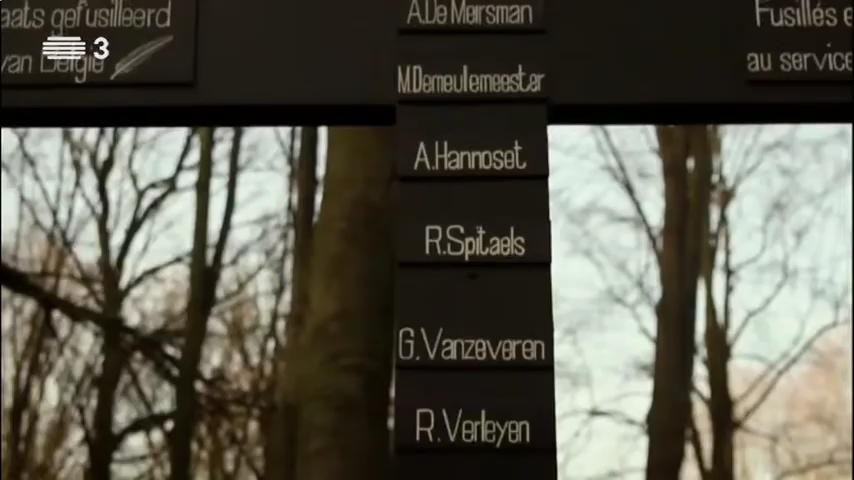 aats gefusilleerd
van België
3
A.De Meirsman
M.Demeulemeester
A.Hannoset
R.Spitaels
G.Vanzeveren
R.Verleyen
Fusillés e
au service